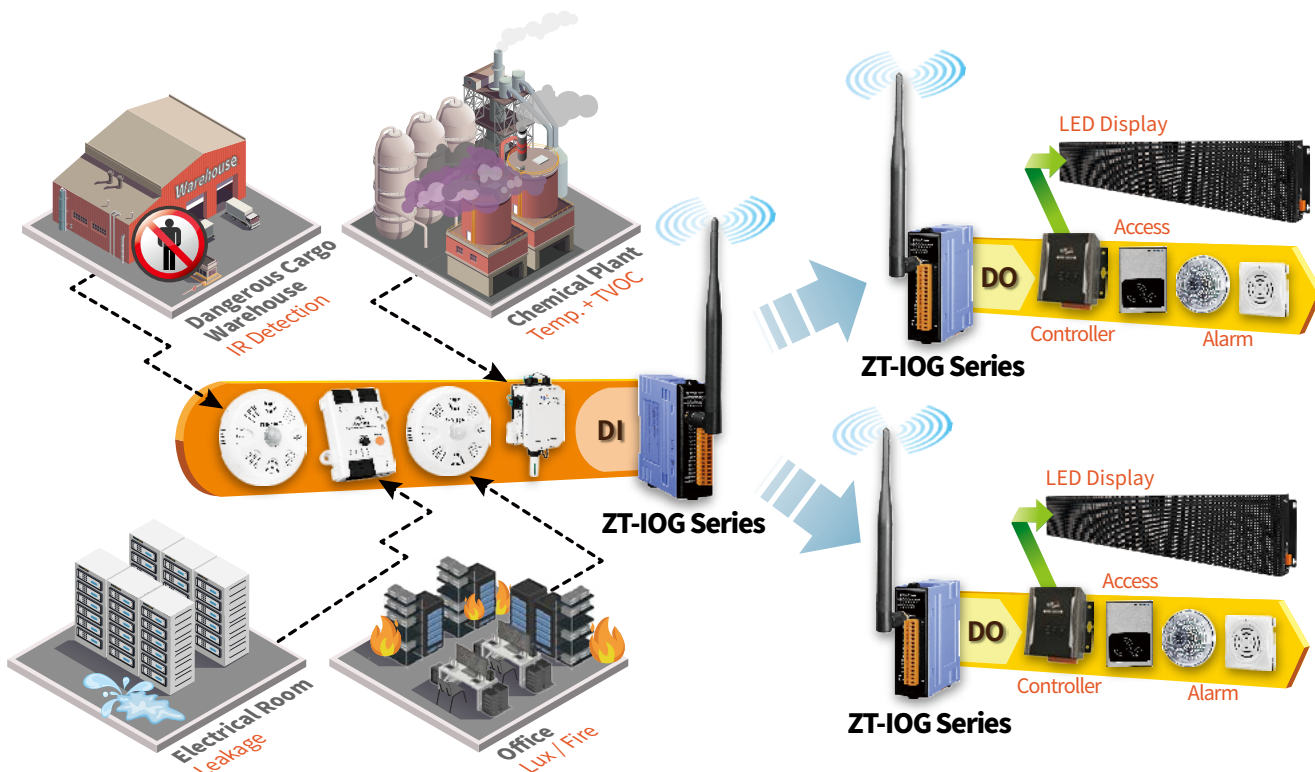 Warehouse
Dangerous Cargo
Warehouse
IR Detection
Chemical Plant
Temp. + TVOC
DI
ZT-IOG Series
Electrical Room
Leakage
Office
Lux / Fire
LED Display
Access
DO
Controller
Alarm
ZT-IOG Series
LED Display
Access
DO
Controller
Alarm
ZT-IOG Series